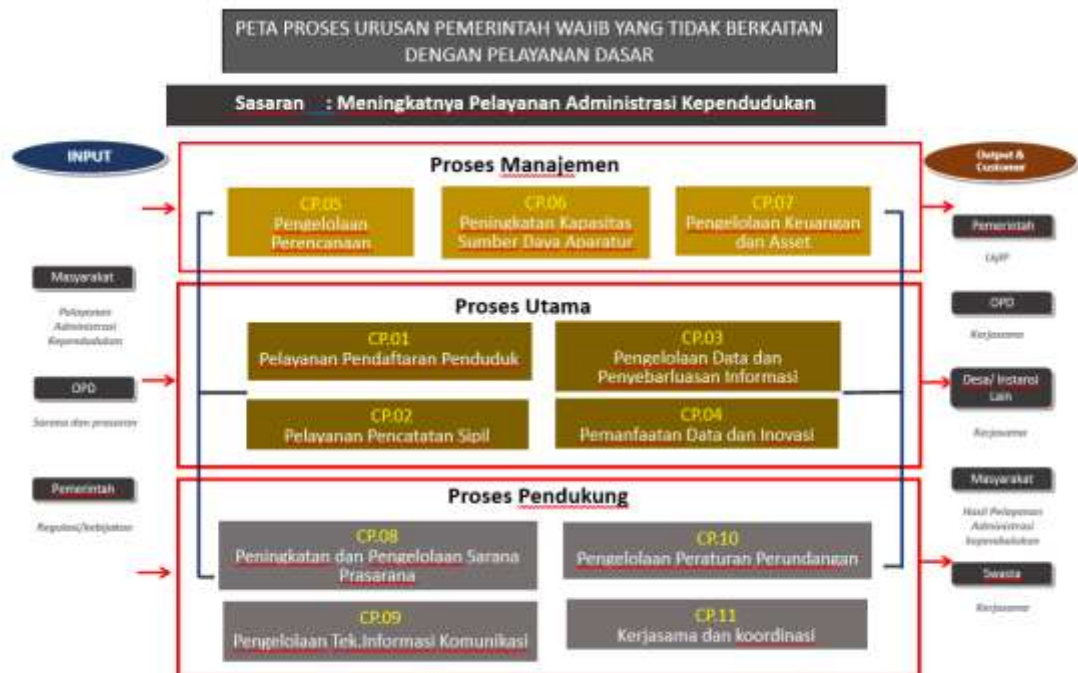 PETA PROSES URUSAN PEMERINTAH WAJIB YANG TIDAK BERKAITAN
DENGAN PELAYANAN DASAR
Sasaran : Meningkatnya Pelayanan Administrasi Kependudukan
INPUT
Masyarakat
Pelayanan
Administrasi
Kependudukan
OPD
Sarana dan prasaran
Pemerintah
Regulasi/kebijakan
Proses Manajemen
CP.05
Pengelolaan
Perencanaan
CP.06
Peningkatan Kapasitas
Sumber Daya Aparatur
CP.07
Pengelolaan Keuangan
dan Asset
Proses Utama
CP.01
Pelayanan Pendaftaran Penduduk
CP.03
Pengelolaan Data dan
Penyebarluasan Informasi
CP.02
Pelayanan Pencatatan Sipil
CP.04
Pemanfaatan Data dan Inovasi
Proses Pendukung
CP.08
Peningkatan dan Pengelolaan Sarana
Prasarana
CP.10
Pengelolaan Peraturan Perundangan
CP.09
Pengelolaan Tek.Informasi Komunikasi
CP.11
Kerjasama dan koordinasi
Output &
Customer
Pemerintah
OPD
Kerjasama
Desa/ Instansi
Lain
Kerjasama
Masyarakat
Hasil Pelayanan
Administrasi
Swasta
Kerjasama